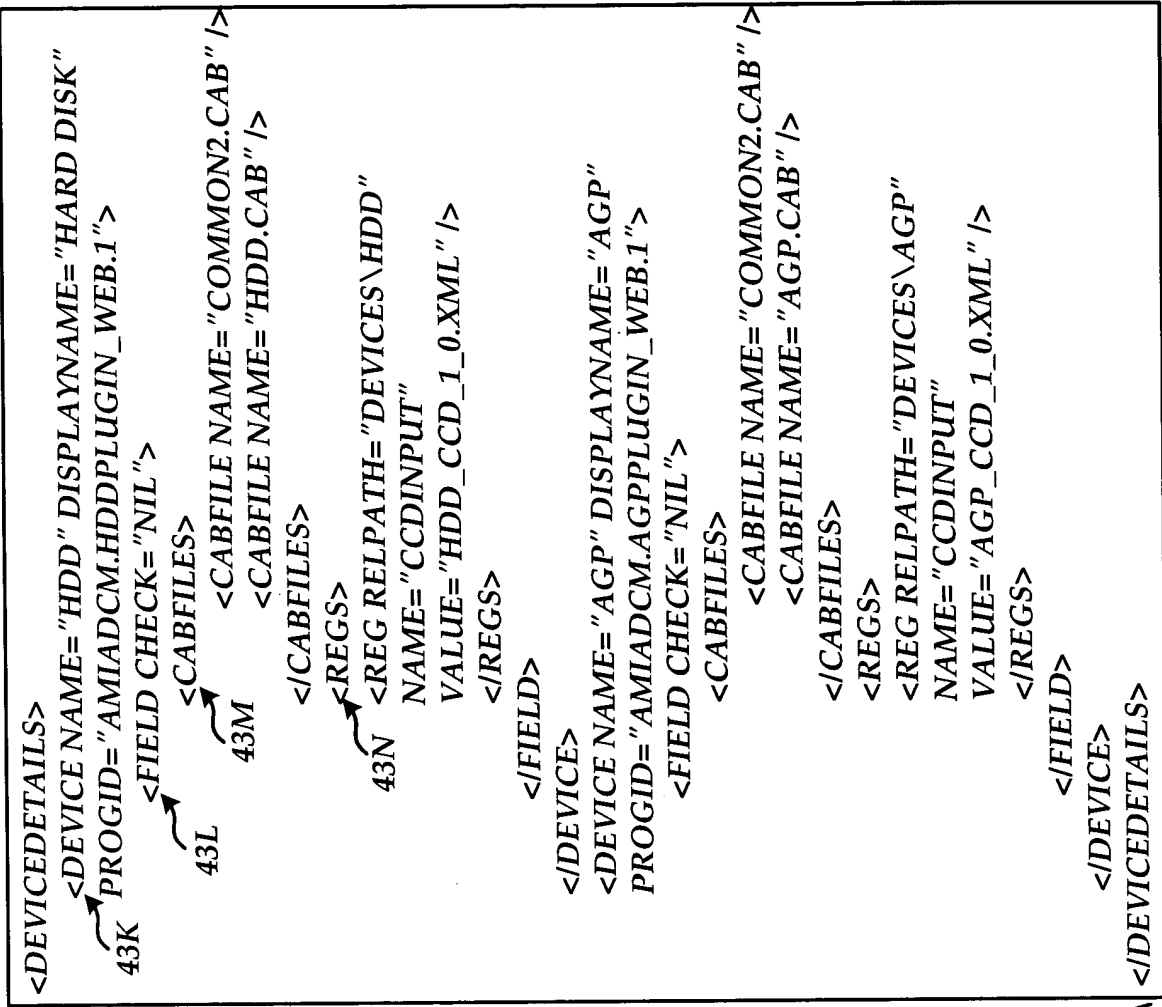 <DEVICEDETAILS>
<DEVICE NAME="HDD" DISPLAYNAME="HARD DISK"
PROGID="AMIADCM.HDDPLUGIN_WEB.1">
43K
<FIELD CHECK="NIL">
43L
<CABFILES>
43M
<CABFILE NAME="COMMON2.CAB" />
<CABFILE NAME="HDD.CAB" />
</CABFILES>
<REGS>
43N
<REG RELPATH="DEVICES\HDD"
NAME="CCDINPUT"
VALUE="HDD_CCD_1_0.XML" />
</REGS>
</FIELD>
</DEVICE>
<DEVICE NAME="AGP" DISPLAYNAME="AGP"
PROGID="AMIADCM.AGPPLUGIN_WEB.1">
<FIELD CHECK="NIL">
<CABFILES>
<CABFILE NAME="COMMON2.CAB" />
<CABFILE NAME="AGP.CAB" />
</CABFILES>
<REGS>
<REG RELPATH="DEVICES\AGP"
NAME="CCDINPUT"
VALUE="AGP_CCD_1_0.XML" />
</REGS>
</FIELD>
</DEVICE>
</DEVICEDETAILS>